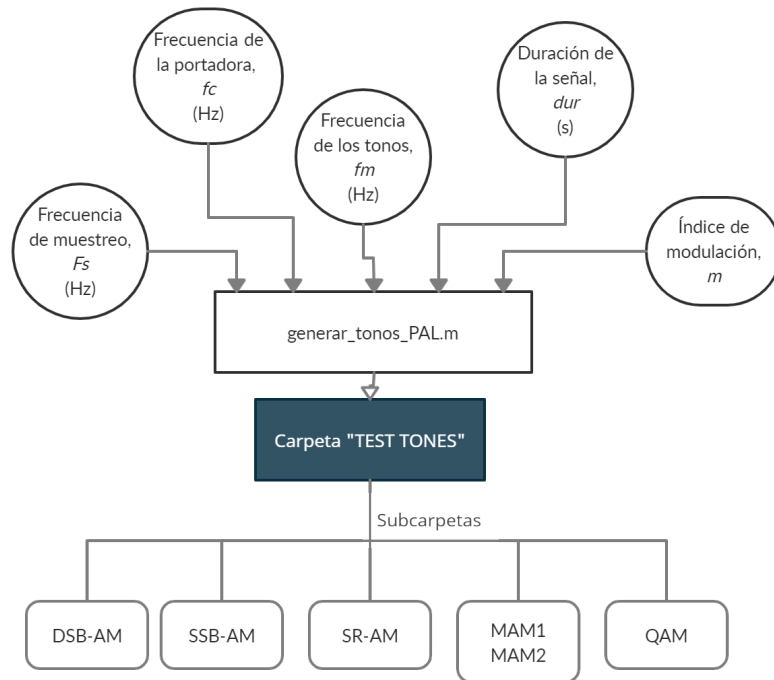 Frecuencia de
la portadora,
fc
(Hz)
Duración de
la señal,
dur
(s)
Frecuencia
de los tonos,
fm
(Hz)
Frecuencia
de muestreo,
Fs
(Hz)
Índice de
modulación,
m
generar_tonos_PAL.m
Carpeta "TEST TONES"
Subcarpetas
DSB-AM
SSB-AM
SR-AM
MAM1
MAM2
QAM